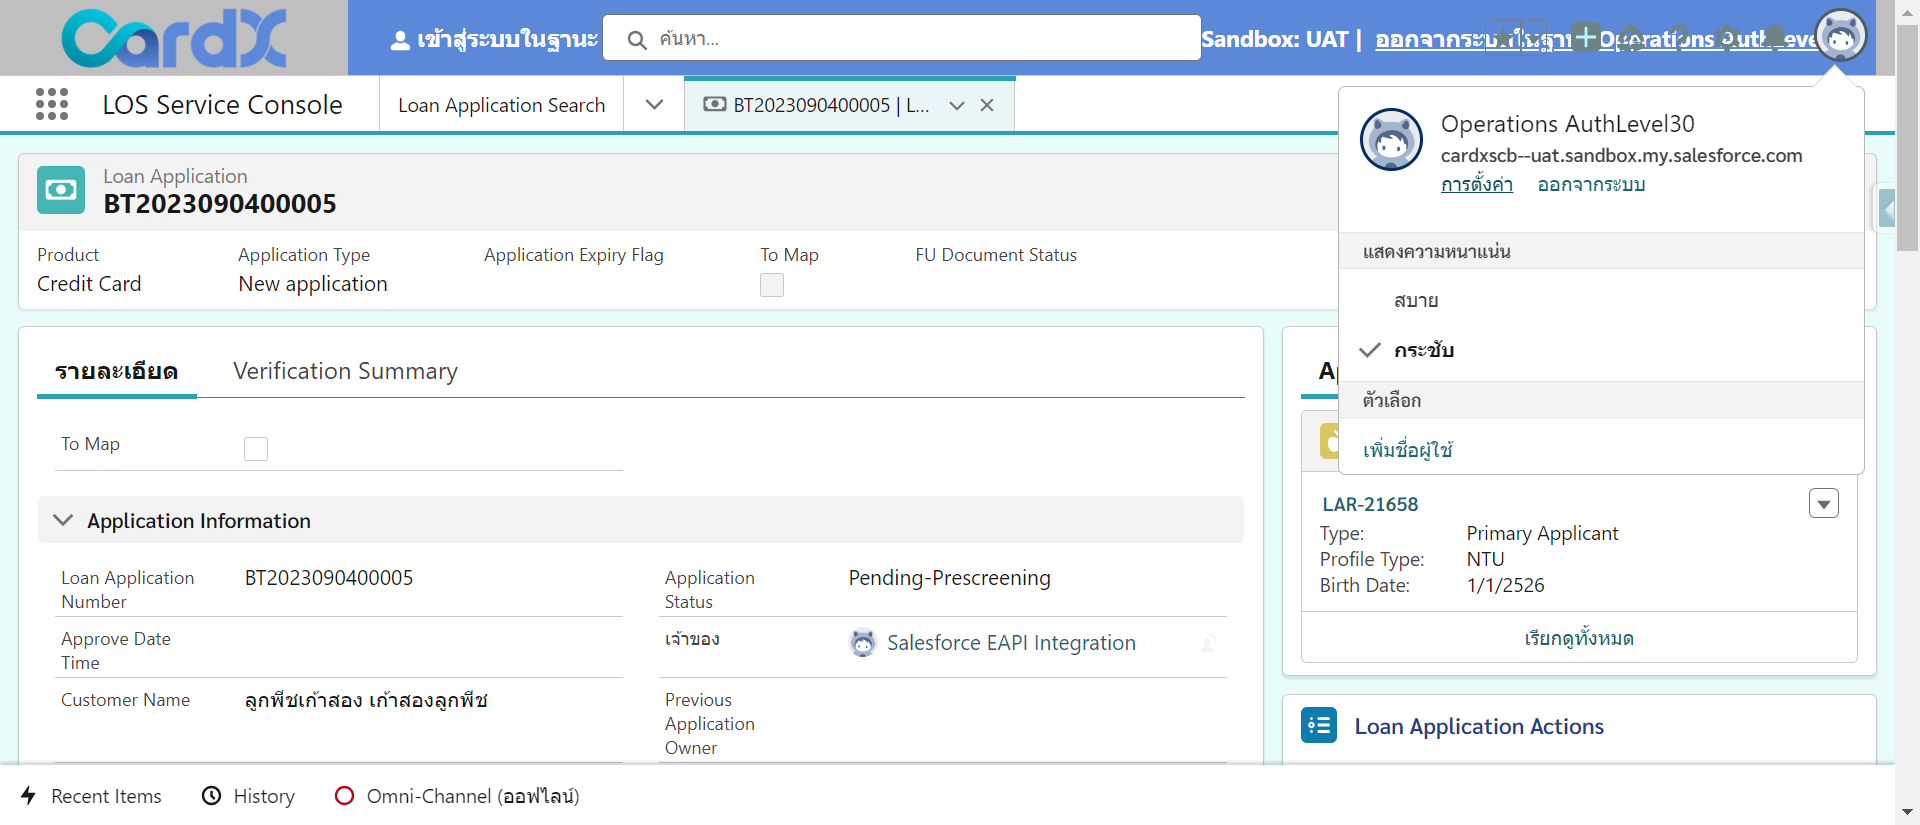 CardX
เข้าสู่ระบบในฐานะ
ค้นหา...
Sandbox: UAT |
ออกจากระบบในฐานะ Operations AuthLevel
LOS Service Console
Loan Application Search
BT2023090400005 | L...
Operations AuthLevel30
cardxscb--uat.sandbox.my.salesforce.com
การตั้งค่า ออกจากระบบ
แสดงความหนาแน่น
สบาย
กระชับ
ตัวเลือก
เพิ่มชื่อผู้ใช้
Loan Application
BT2023090400005
Product
Credit Card
Application Type
New application
Application Expiry Flag
To Map
FU Document Status
รายละเอียด
Verification Summary
To Map
Application Information
Loan Application Number
BT2023090400005
Application Status
Pending-Prescreening
Approve Date Time
เจ้าของ
Salesforce EAPI Integration
Customer Name
ลูกพีชเก้าสอง เก้าสองลูกพีช
Previous Application Owner
LAR-21658
Type: Primary Applicant
Profile Type: NTU
Birth Date: 1/1/2526
เรียกดูทั้งหมด
Loan Application Actions
Recent Items
History
Omni-Channel (ออฟไลน์)